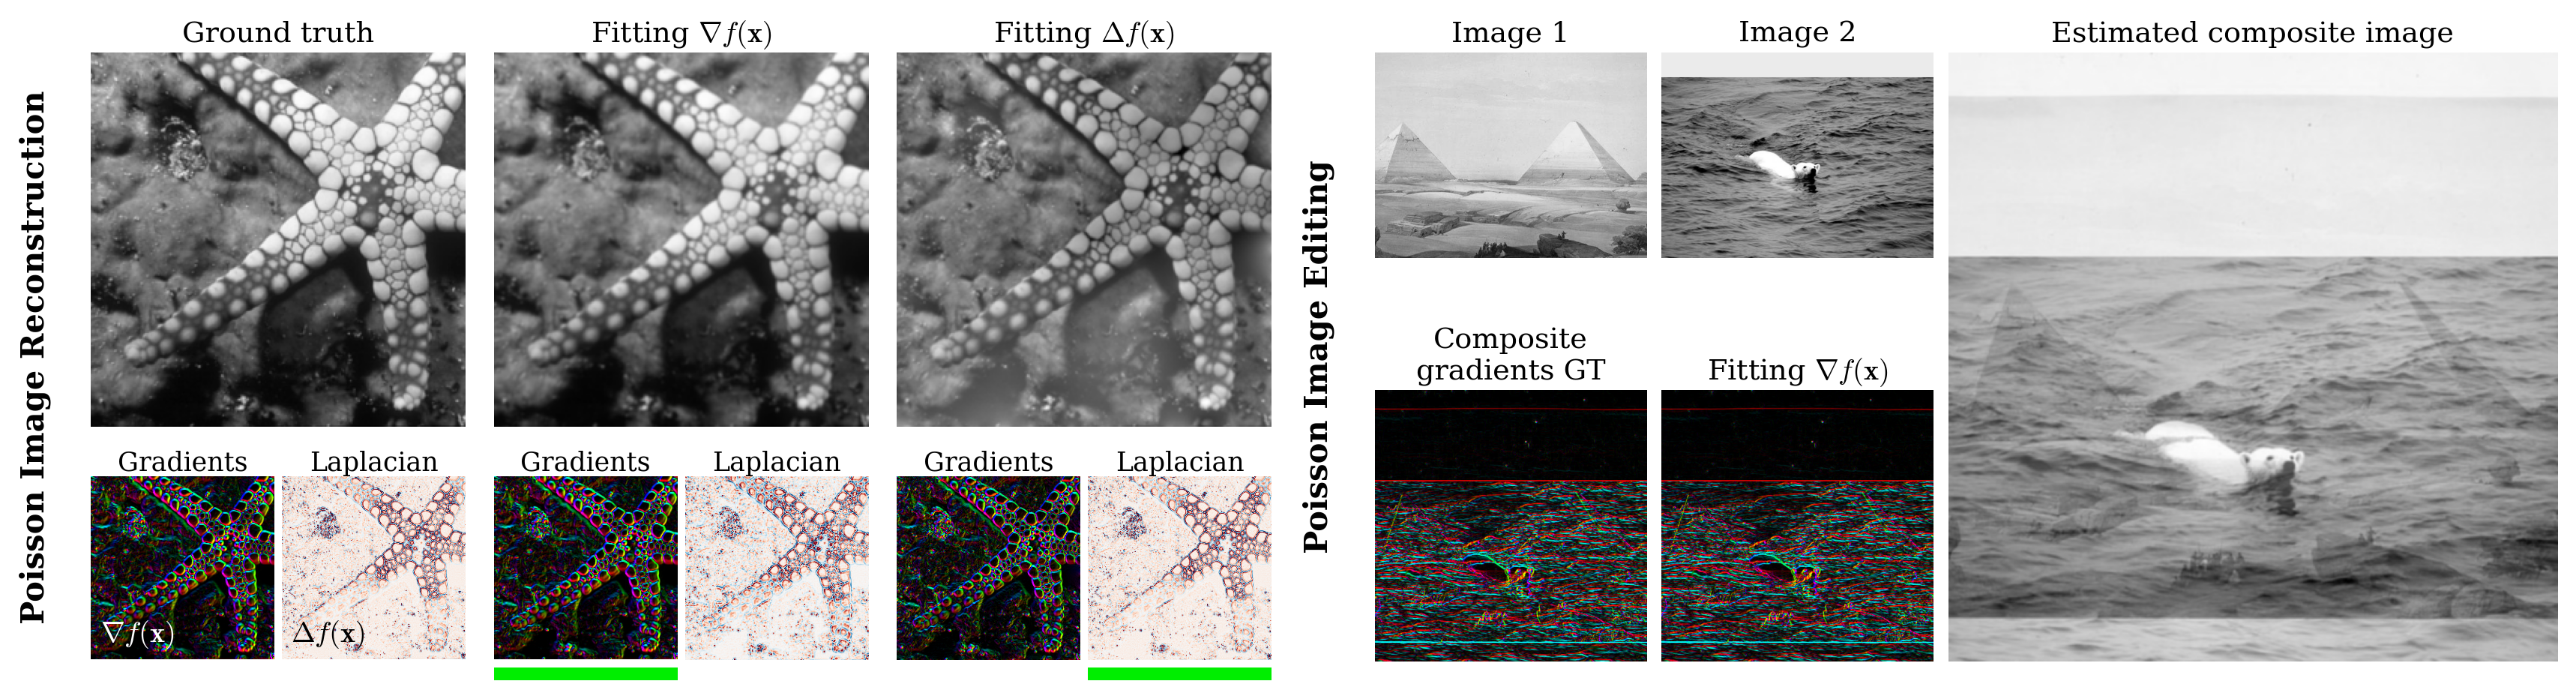 Poisson Image Reconstruction
Ground truth
Fitting ∇f(x)
Fitting Δf(x)
Gradients
Laplacian
Gradients
Laplacian
Gradients
Laplacian
∇f(x)
Δf(x)
Poisson Image Editing
Image 1
Image 2
Estimated composite image
Composite
gradients GT
Fitting ∇f(x)